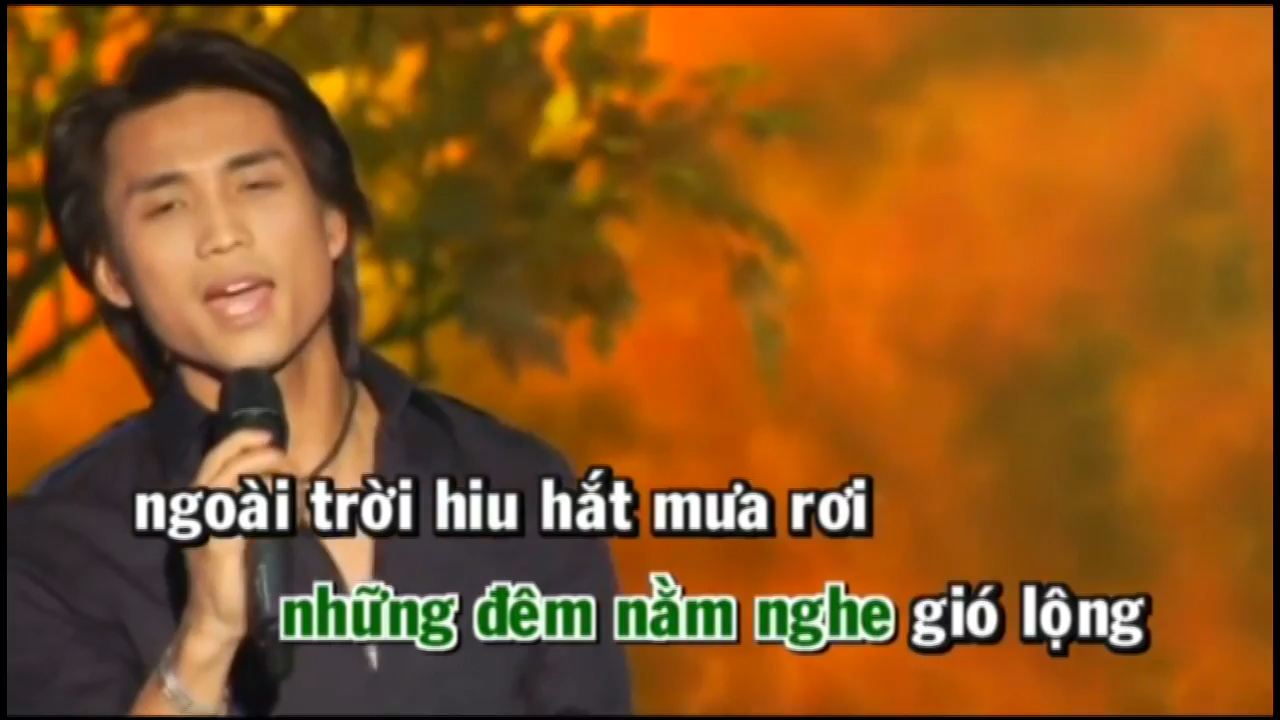 ngoài trời hiu hắt mưa rơi
những đêm nằm nghe gió lộng